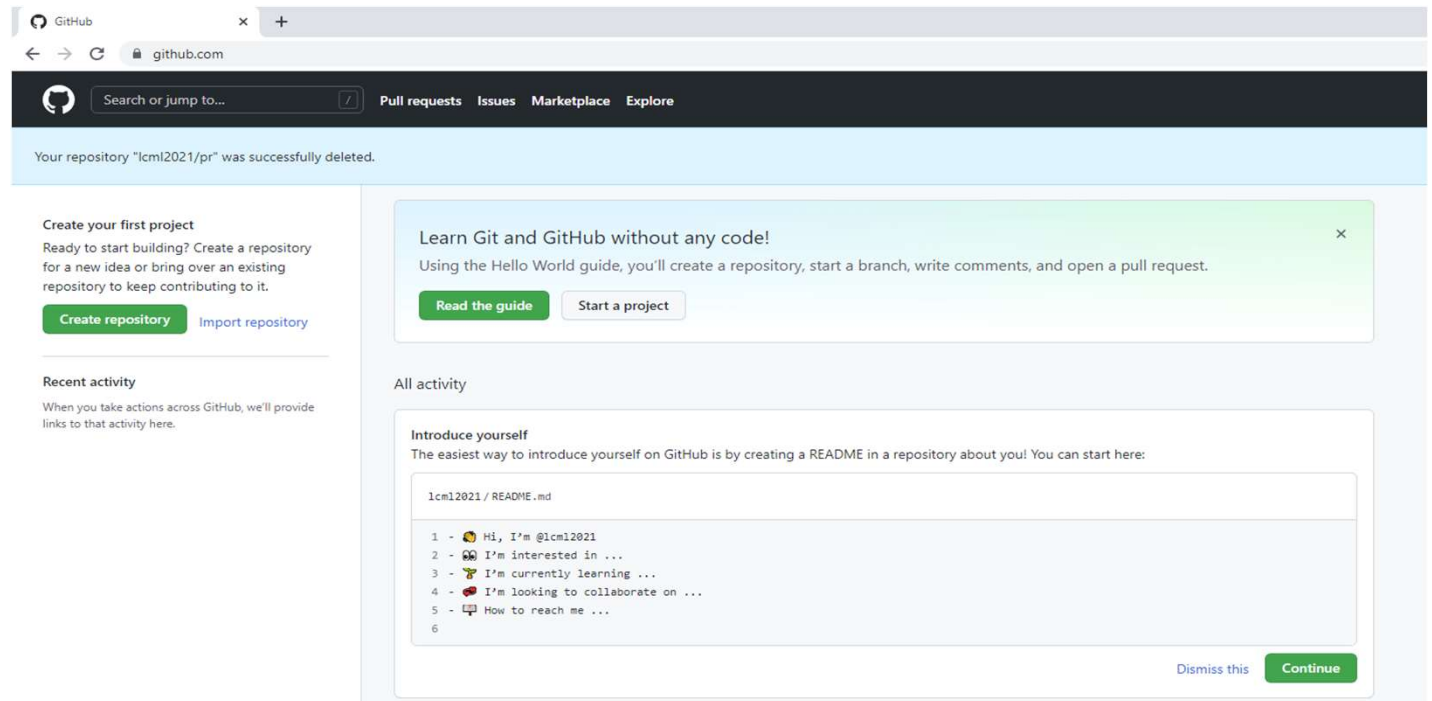 GitHub
github.com
Search or jump to... / Pull requests Issues Marketplace Explore
Your repository "lcml2021/pr" was successfully deleted.
Create your first project
Ready to start building? Create a repository
for a new idea or bring over an existing
repository to keep contributing to it.
Create repository Import repository
Recent activity
When you take actions across GitHub, we'll provide
links to that activity here.
Learn Git and GitHub without any code!
Using the Hello World guide, you'll create a repository, start a branch, write comments, and open a pull request.
Read the guide Start a project
All activity
Introduce yourself
The easiest way to introduce yourself on GitHub is by creating a README in a repository about you! You can start here:
lcml2021 / README.md
1 - 👋 Hi, I'm @lcml2021
2 - 👀 I'm interested in ...
3 - 🌱 I'm currently learning ...
4 - 💞️ I'm looking to collaborate on ...
5 - 📫 How to reach me ...
6
Dismiss this Continue